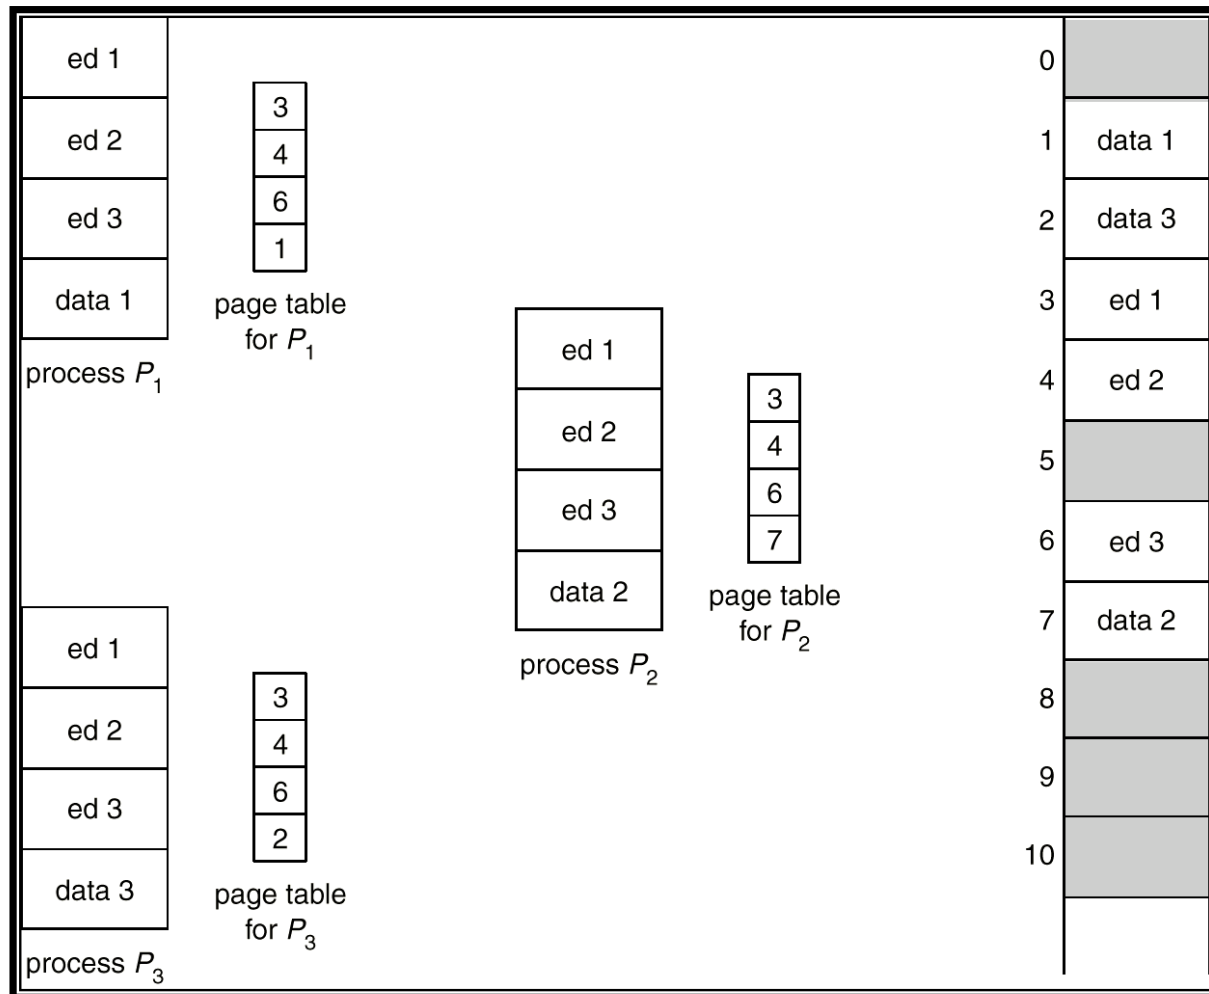 ed 1
ed 2
ed 3
data 1
process P1
3
4
6
1
page table
for P1
ed 1
ed 2
ed 3
data 2
process P2
3
4
6
7
page table
for P2
ed 1
ed 2
ed 3
data 3
process P3
3
4
6
2
page table
for P3
0
1 data 1
2 data 3
3 ed 1
4 ed 2
5
6 ed 3
7 data 2
8
9
10